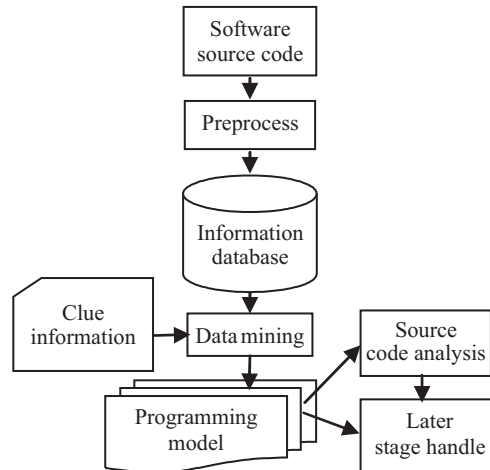 Software
source code
Preprocess
Information
database
Clue
information
Data mining
Source
code analysis
Programming
model
Later
stage handle